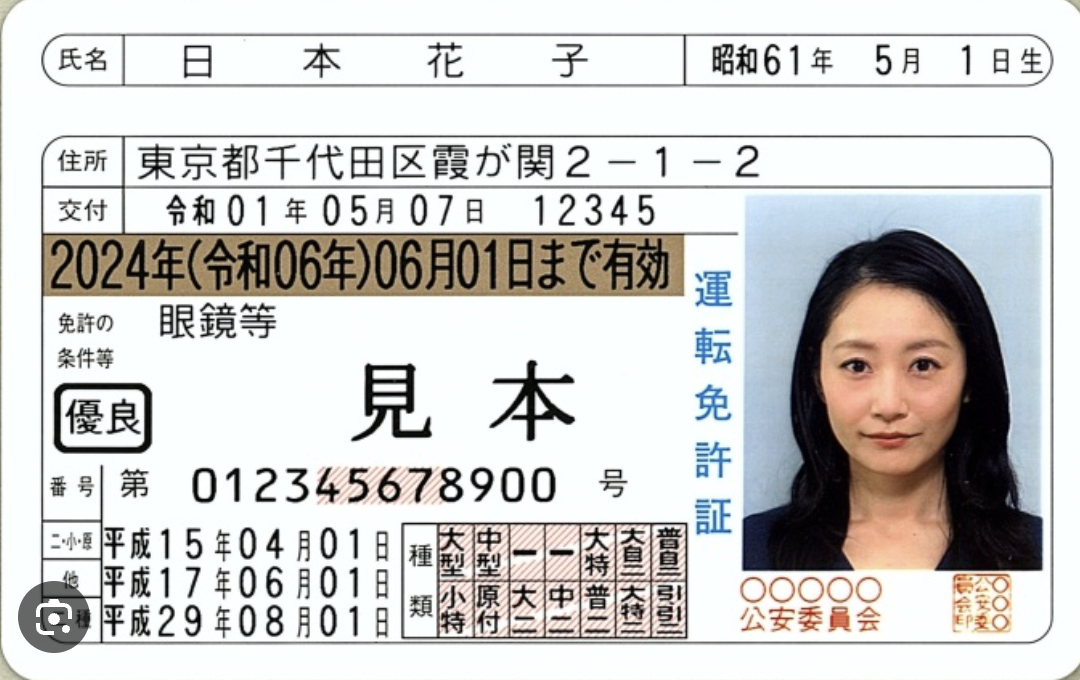 氏名 日本花子 昭和61年 5月 1日生
住所 東京都千代田区霞が関2-1-2
交付 令和01年05月07日 12345
2024年(令和06年)06月01日まで有効
免許の
条件等
眼鏡等
優良
見本
番号 第 012345678900 号
二・小・原 平成15年04月01日
他 平成17年06月01日
種 平成29年08月01日
種類
大型 中型 ー ー 大特 大自二 普自二
小特 原付 大二 中二 普二 大特二 引引二
運転免許証
〇〇〇〇〇
公安委員会